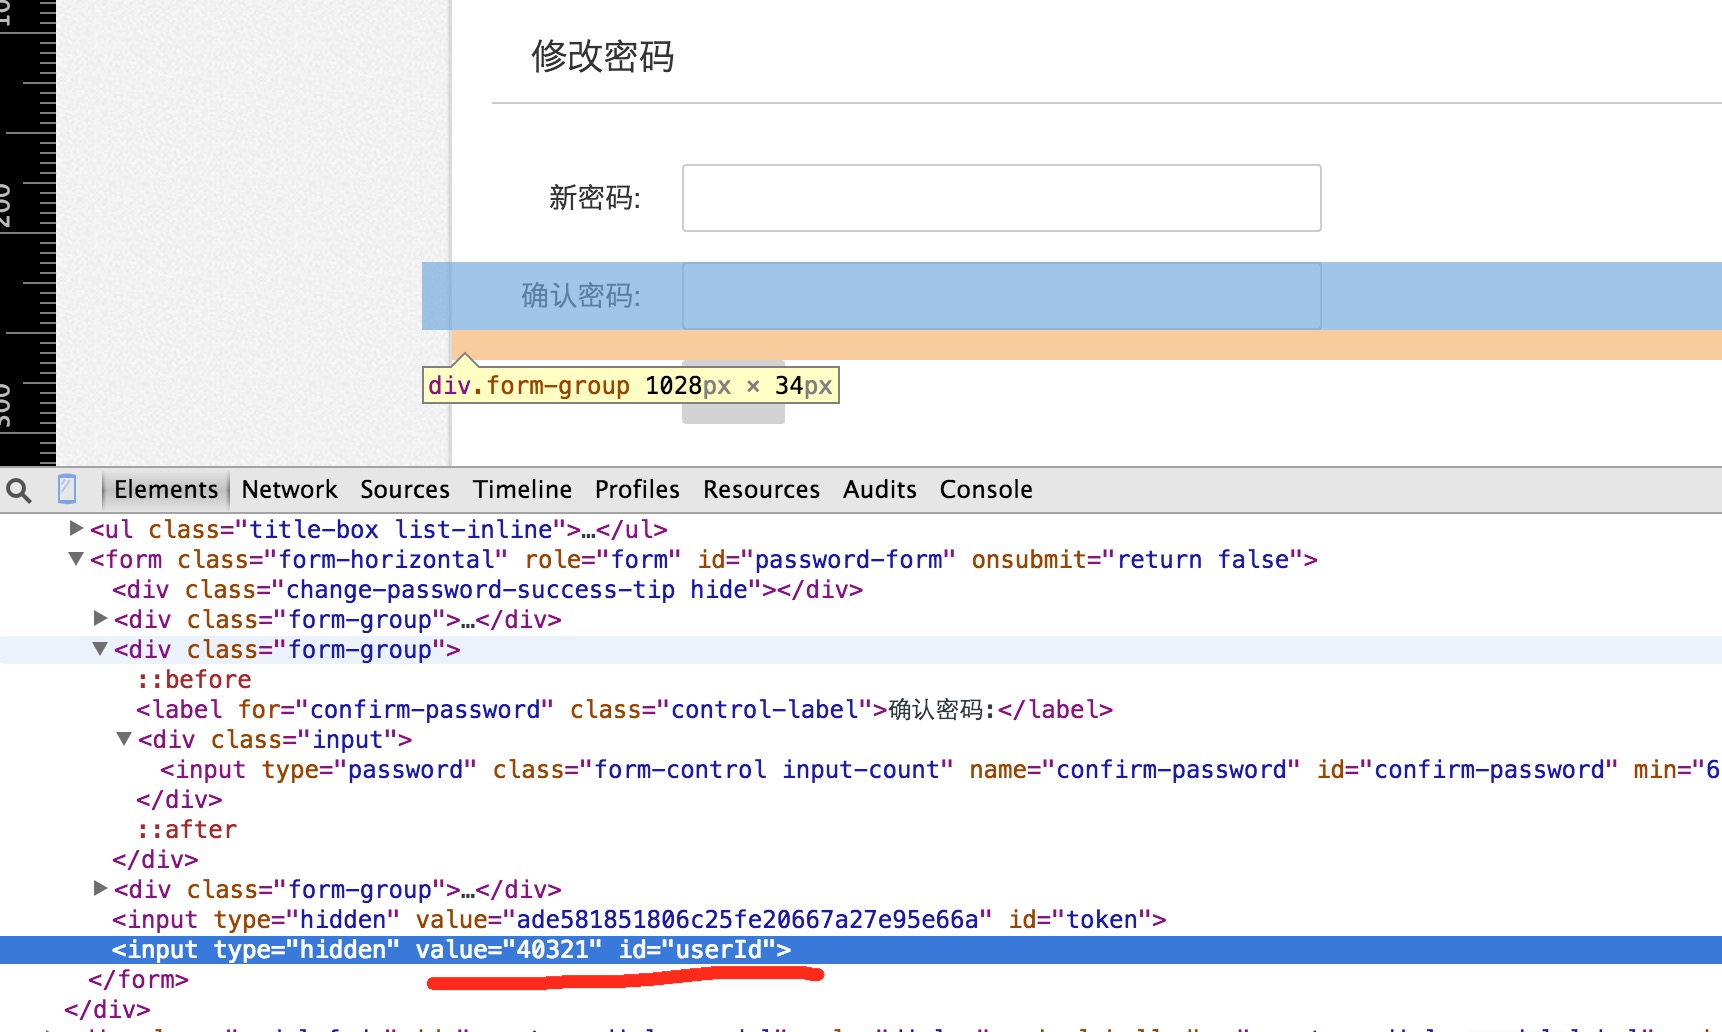 修改密码
新密码:
确认密码:
div.form-group 1028px × 34px
200
300
Elements Network Sources Timeline Profiles Resources Audits Console
▶<ul class="title-box list-inline">…</ul>
▼<form class="form-horizontal" role="form" id="password-form" onsubmit="return false">
<div class="change-password-success-tip hide"></div>
▶<div class="form-group">…</div>
▼<div class="form-group">
::before
<label for="confirm-password" class="control-label">确认密码:</label>
▼<div class="input">
<input type="password" class="form-control input-count" name="confirm-password" id="confirm-password" min="6
</div>
::after
</div>
▶<div class="form-group">…</div>
<input type="hidden" value="ade581851806c25fe20667a27e95e66a" id="token">
<input type="hidden" value="40321" id="userId">
</form>
</div>